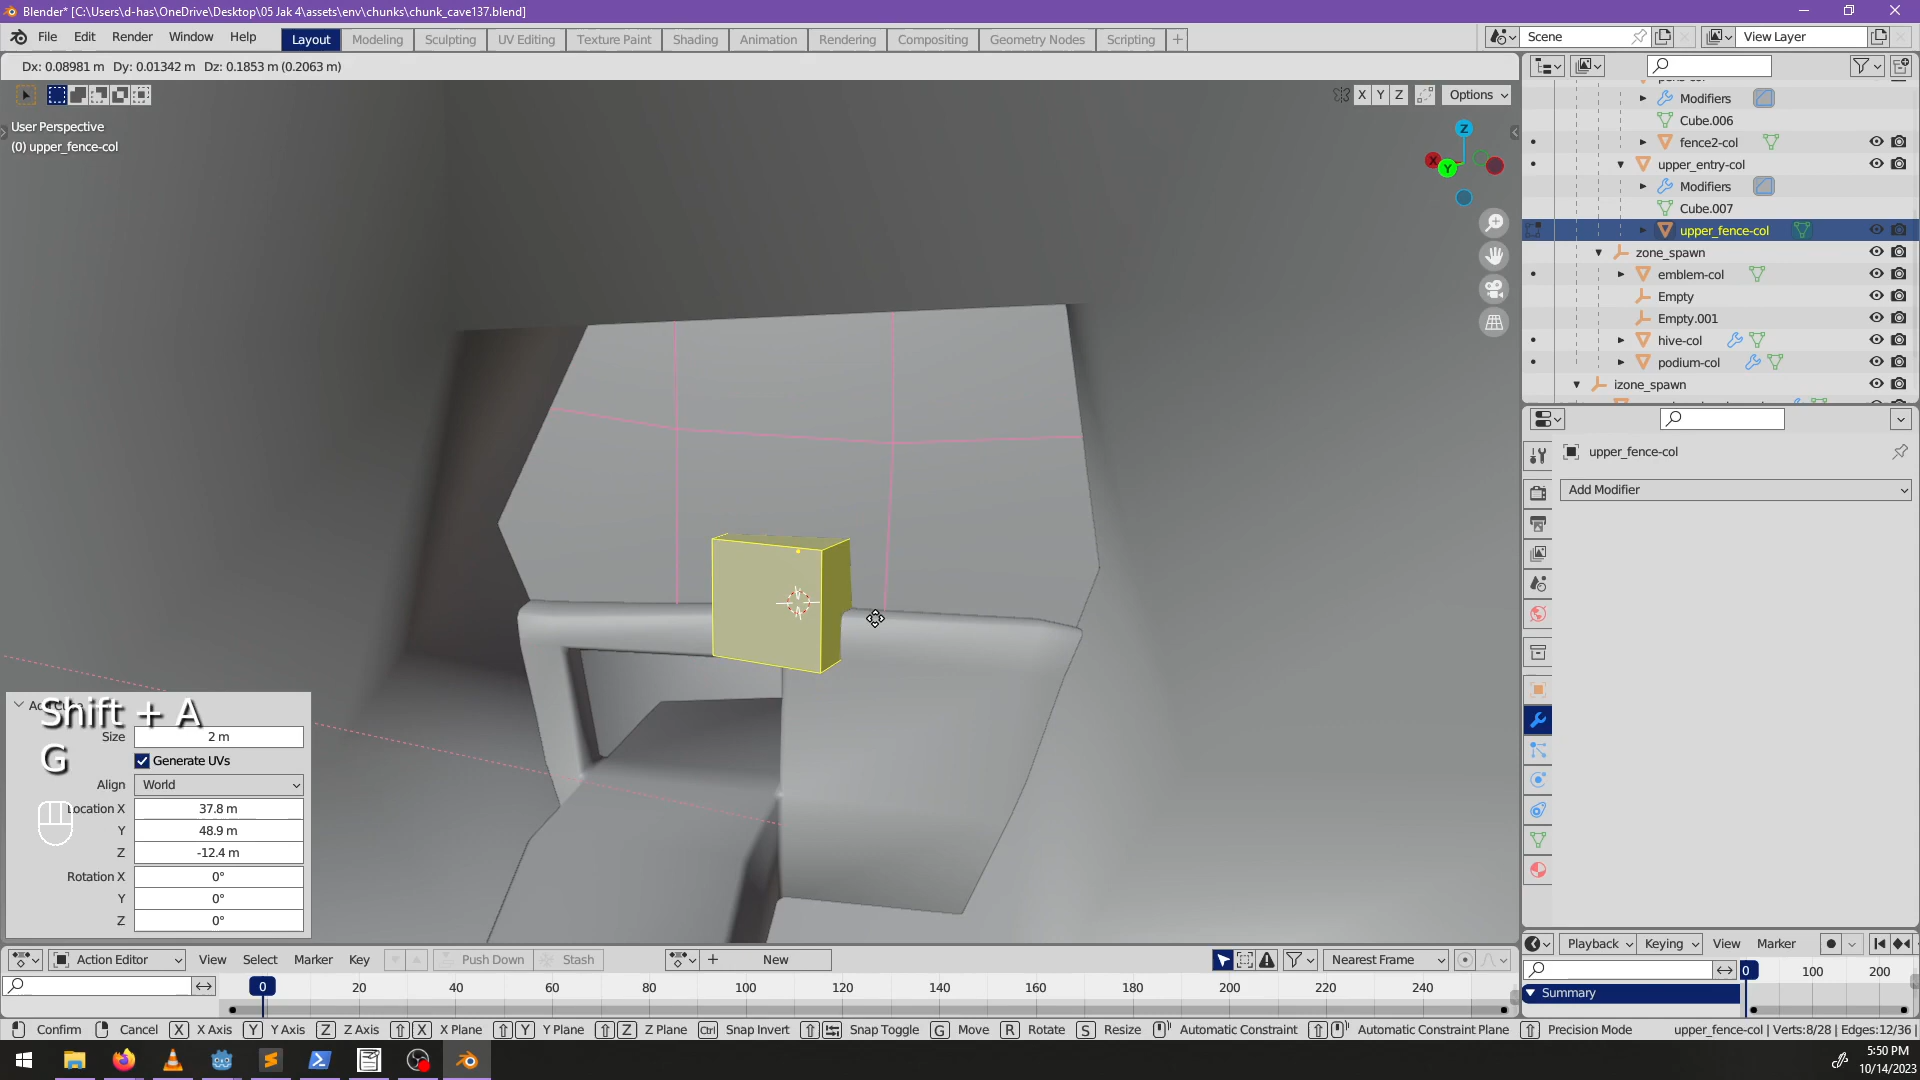 Blender* [C:\Users\d-has\OneDrive\Desktop\05 Jak 4\assets\env\chunks\chunk_cave137.blend]
File Edit Render Window Help Layout Modeling Sculpting UV Editing Texture Paint Shading Animation Rendering Compositing Geometry Nodes Scripting + Scene View Layer
Dx: 0.08981 m Dy: 0.01342 m Dz: 0.1853 m (0.2063 m)
X Y Z Options
User Perspective
(0) upper_fence-col
Z
X
Y
Modifiers
Cube.006
fence2-col
upper_entry-col
Modifiers
Cube.007
upper_fence-col
zone_spawn
emblem-col
Empty
Empty.001
hive-col
podium-col
izone_spawn
upper_fence-col
Add Modifier
Shift + A
G
Size 2 m
Generate UVs
Align World
Location X 37.8 m
Y 48.9 m
Z -12.4 m
Rotation X 0°
Y 0°
Z 0°
Action Editor View Select Marker Key Push Down Stash New Nearest Frame
0 20 40 60 80 100 120 140 160 180 200 220 240
Playback Keying View Marker
0 100 200
Summary
Confirm Cancel X X Axis Y Y Axis Z Z Axis X X Plane Y Y Plane Z Z Plane Ctrl Snap Invert Snap Toggle G Move R Rotate S Resize Automatic Constraint Automatic Constraint Plane Precision Mode upper_fence-col | Verts:8/28 | Edges:12/36 |
5:50 PM
10/14/2023